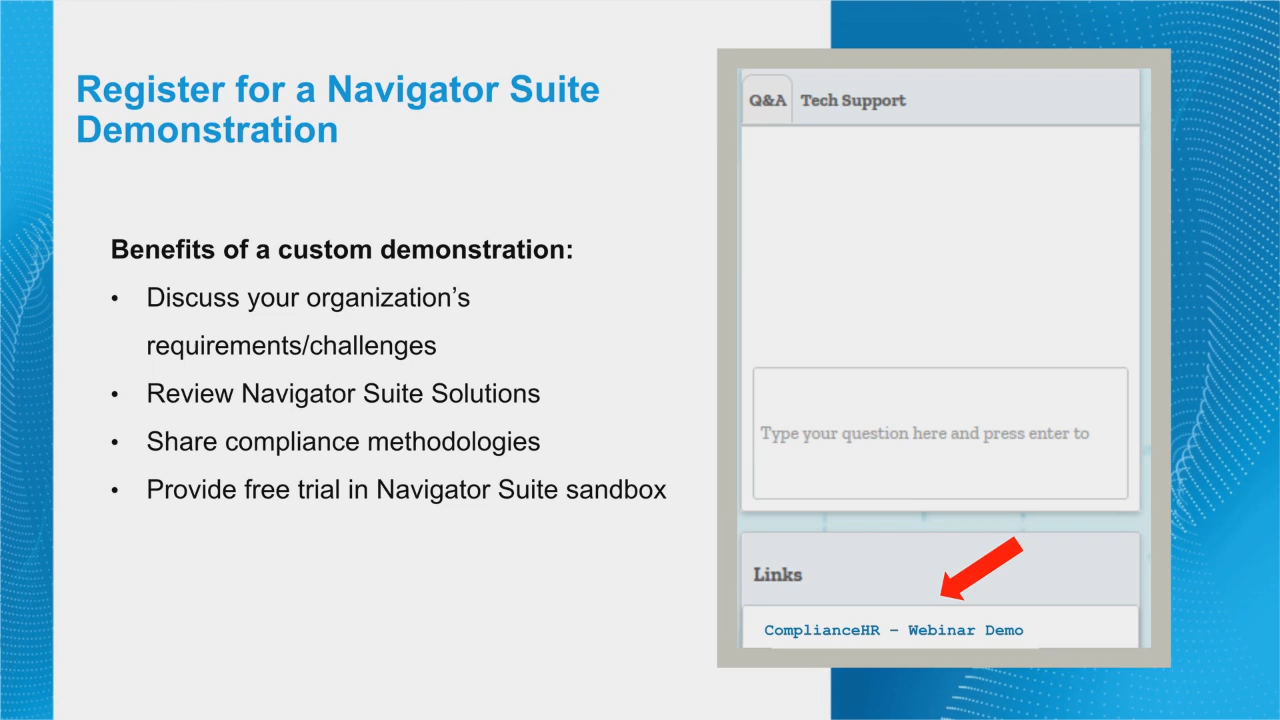 Register for a Navigator Suite
Demonstration
Benefits of a custom demonstration:
• Discuss your organization’s
requirements/challenges
• Review Navigator Suite Solutions
• Share compliance methodologies
• Provide free trial in Navigator Suite sandbox
Q&A Tech Support
Type your question here and press enter to
Links
ComplianceHR – Webinar Demo